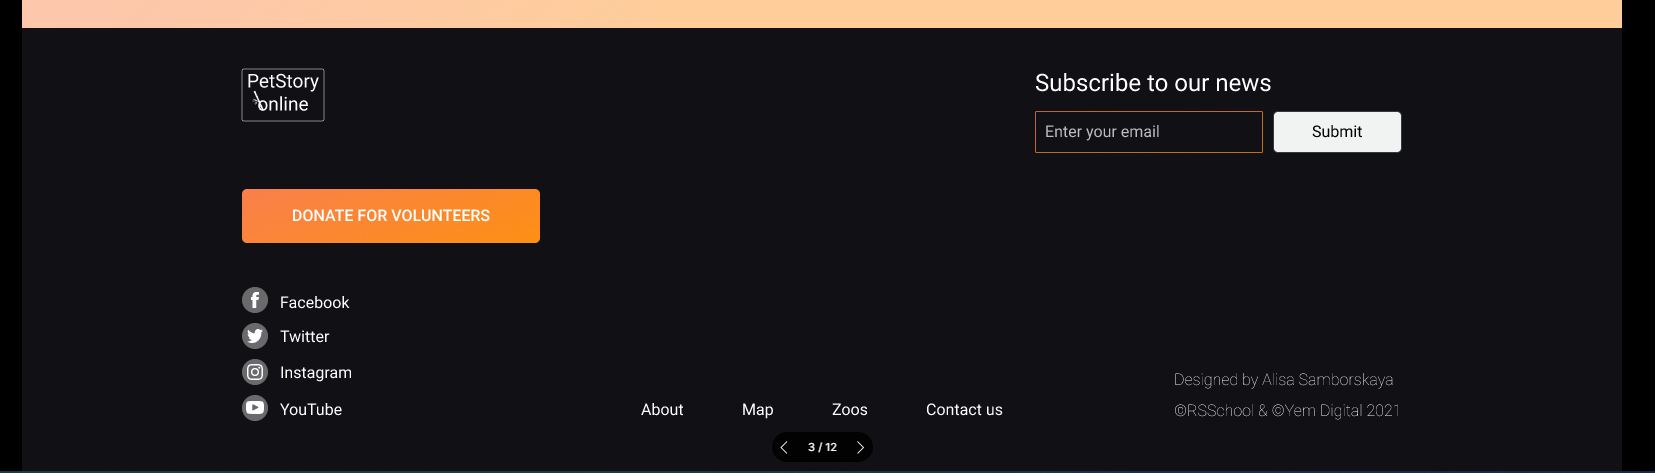 PetStory
online
Subscribe to our news
Enter your email
Submit
DONATE FOR VOLUNTEERS
Facebook
Twitter
Instagram
YouTube
About
Map
Zoos
Contact us
Designed by Alisa Samborskaya
©RSSchool & ©Yem Digital 2021
3 / 12